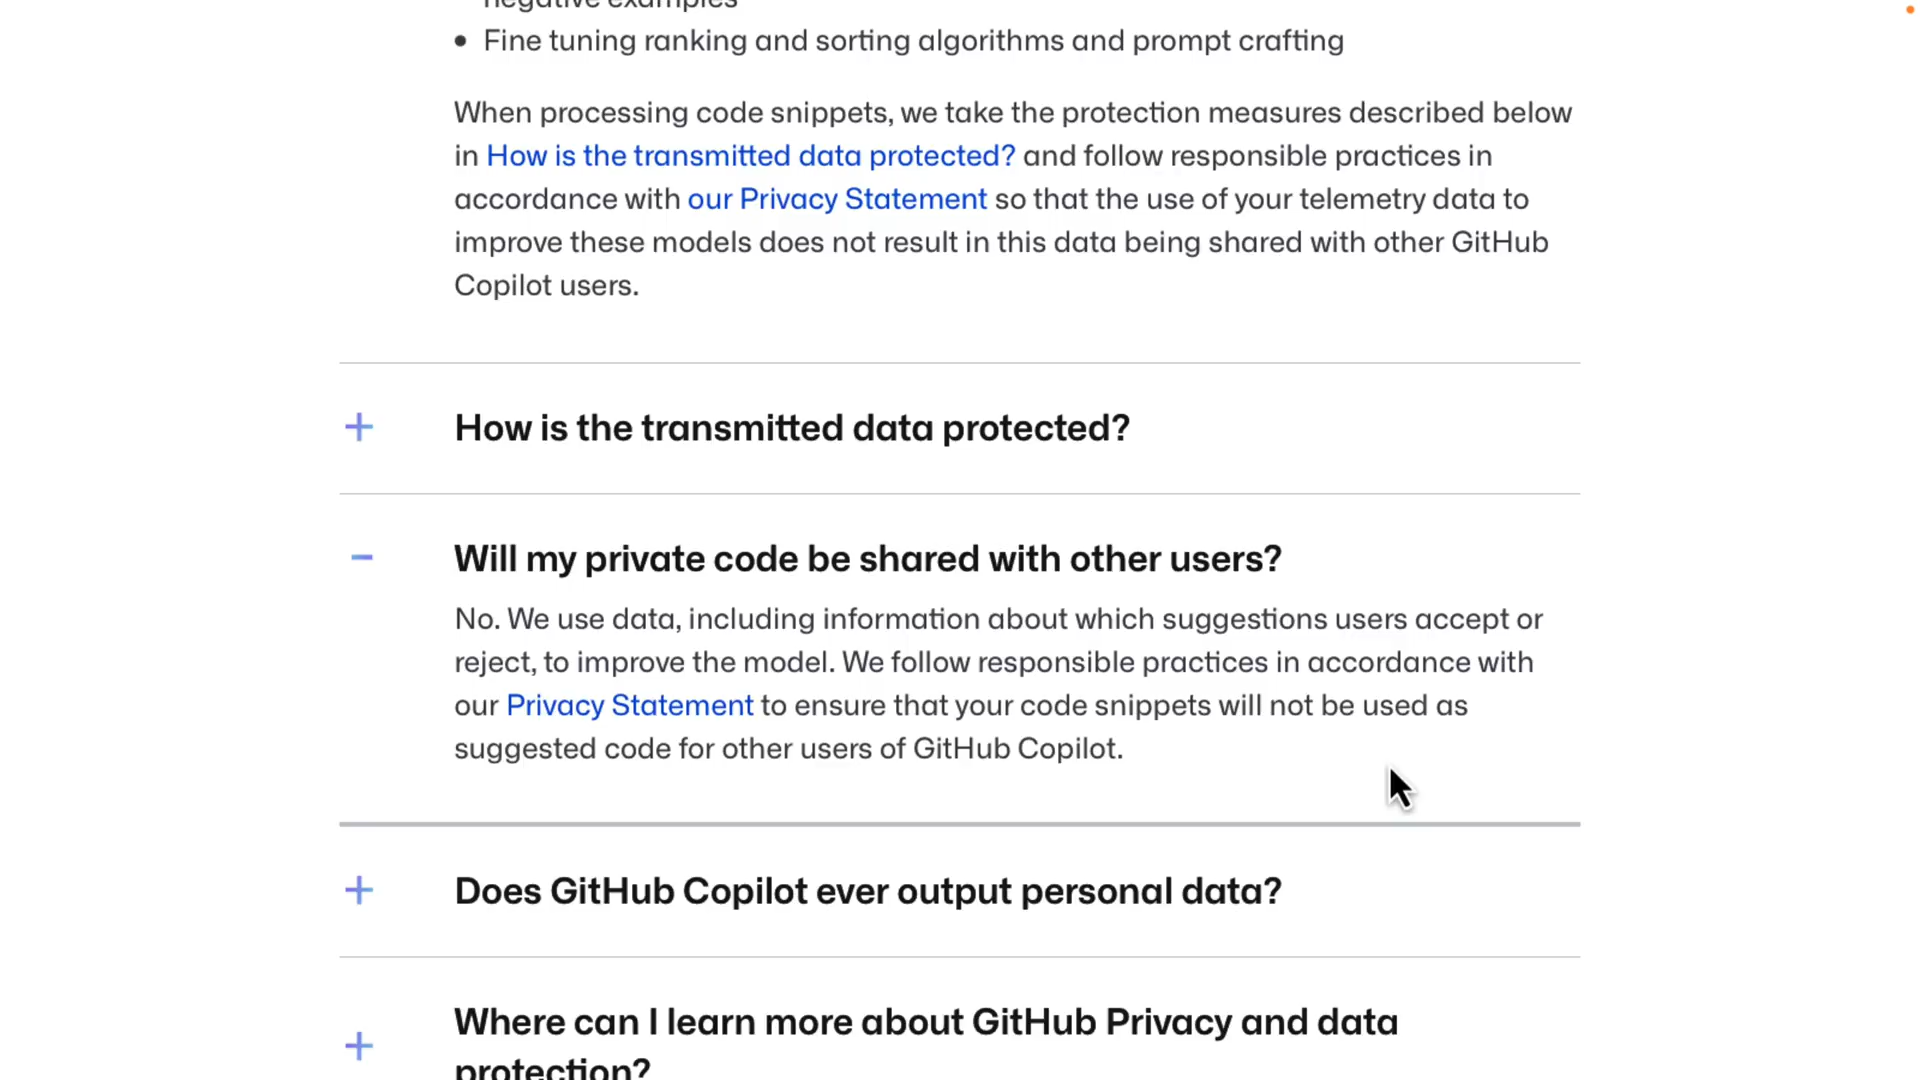 negative examples
• Fine tuning ranking and sorting algorithms and prompt crafting
When processing code snippets, we take the protection measures described below
in How is the transmitted data protected? and follow responsible practices in
accordance with our Privacy Statement so that the use of your telemetry data to
improve these models does not result in this data being shared with other GitHub
Copilot users.
How is the transmitted data protected?
Will my private code be shared with other users?
No. We use data, including information about which suggestions users accept or
reject, to improve the model. We follow responsible practices in accordance with
our Privacy Statement to ensure that your code snippets will not be used as
suggested code for other users of GitHub Copilot.
Does GitHub Copilot ever output personal data?
Where can I learn more about GitHub Privacy and data
protection?